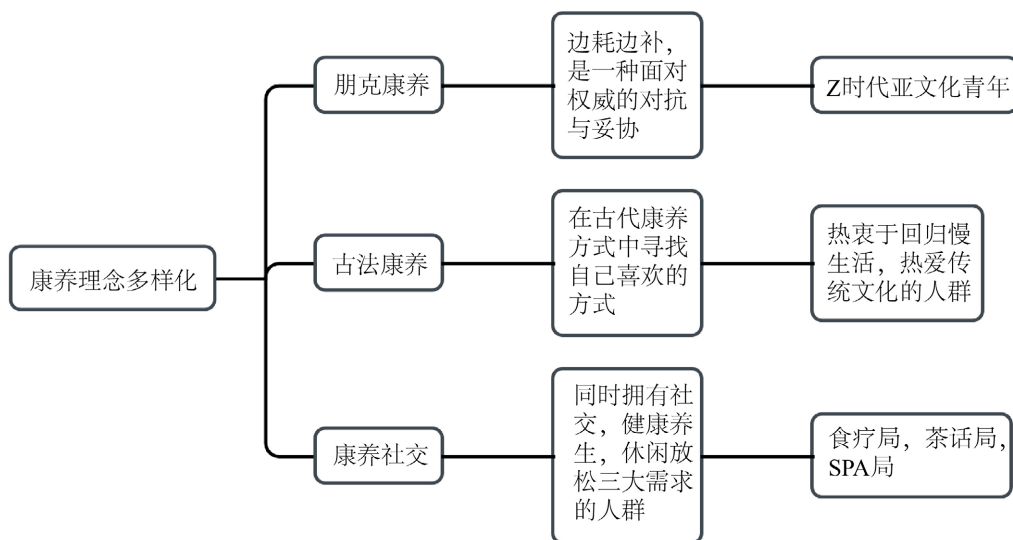 康养理念多样化
朋克康养
边耗边补，
是一种面对
权威的对抗
与妥协
Z时代亚文化青年
古法康养
在古代康养
方式中寻找
自己喜欢的
方式
热衷于回归慢
生活，热爱传
统文化的人群
康养社交
同时拥有社
交，健康养
生，休闲放
松三大需求
的人群
食疗局，茶话局，
SPA局